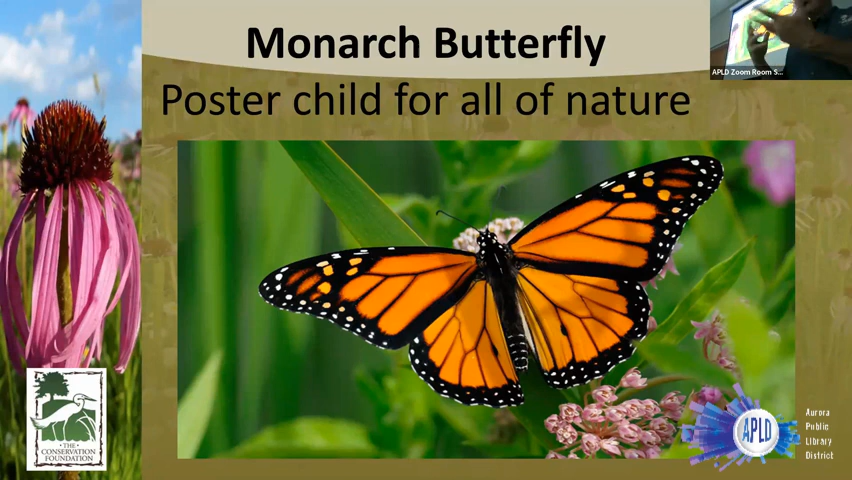 Monarch Butterfly
Poster child for all of nature
APLD Zoom Room S...
• THE •
CONSERVATION
FOUNDATION
APLD
Aurora
Public
Library
District